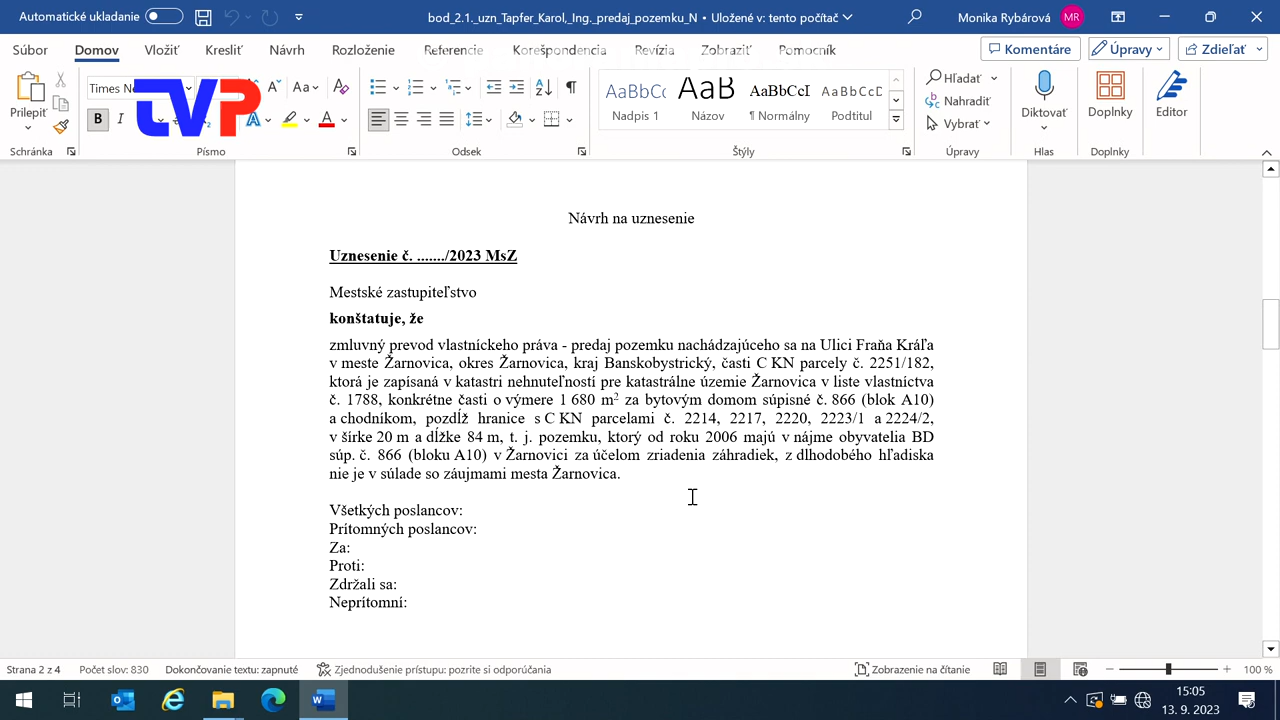 Automatické ukladanie
bod_2.1._uzn_Tapfer_Karol,_Ing._predaj_pozemku_N • Uložené v: tento počítač
Monika Rybárová MR
Súbor Domov Vložiť Kresliť Návrh Rozloženie Referencie Korešpondencia Revízia Zobraziť Pomocník
Komentáre Úpravy Zdieľať
Prilepiť
Times Ne
Aa
TVP
AaBbCc AaB AaBbCcI AaBbCcD
Nadpis 1 Názov ¶ Normálny Podtitul
Hľadať
Nahradiť
Vybrať
Diktovať Doplnky Editor
Schránka Písmo Odsek Štýly Úpravy Hlas Doplnky
Návrh na uznesenie
Uznesenie č. ......./2023 MsZ
Mestské zastupiteľstvo
konštatuje, že
zmluvný prevod vlastníckeho práva - predaj pozemku nachádzajúceho sa na Ulici Fraňa Kráľa
v meste Žarnovica, okres Žarnovica, kraj Banskobystrický, časti C KN parcely č. 2251/182,
ktorá je zapísaná v katastri nehnuteľností pre katastrálne územie Žarnovica v liste vlastníctva
č. 1788, konkrétne časti o výmere 1 680 m² za bytovým domom súpisné č. 866 (blok A10)
a chodníkom, pozdĺž hranice s C KN parcelami č. 2214, 2217, 2220, 2223/1 a 2224/2,
v šírke 20 m a dĺžke 84 m, t. j. pozemku, ktorý od roku 2006 majú v nájme obyvatelia BD
súp. č. 866 (bloku A10) v Žarnovici za účelom zriadenia záhradiek, z dlhodobého hľadiska
nie je v súlade so záujmami mesta Žarnovica.
Všetkých poslancov:
Prítomných poslancov:
Za:
Proti:
Zdržali sa:
Neprítomní:
Strana 2 z 4 Počet slov: 830 Dokončovanie textu: zapnuté Zjednodušenie prístupu: pozrite si odporúčania Zobrazenie na čítanie 100 %
15:05
13. 9. 2023